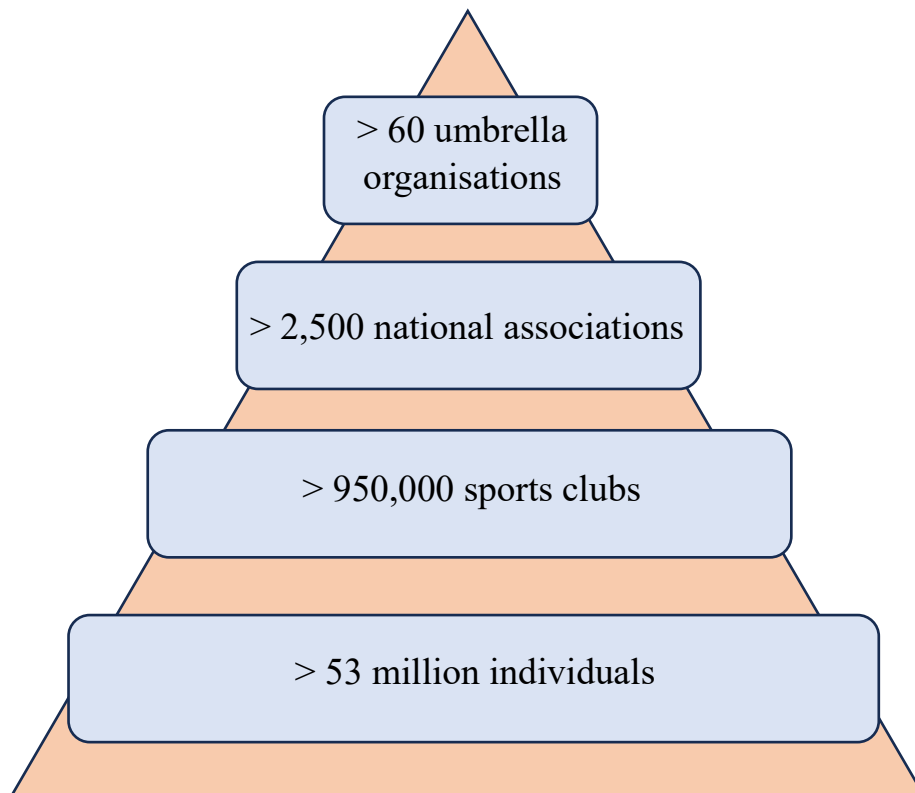 > 60 umbrella
organisations
> 2,500 national associations
> 950,000 sports clubs
> 53 million individuals